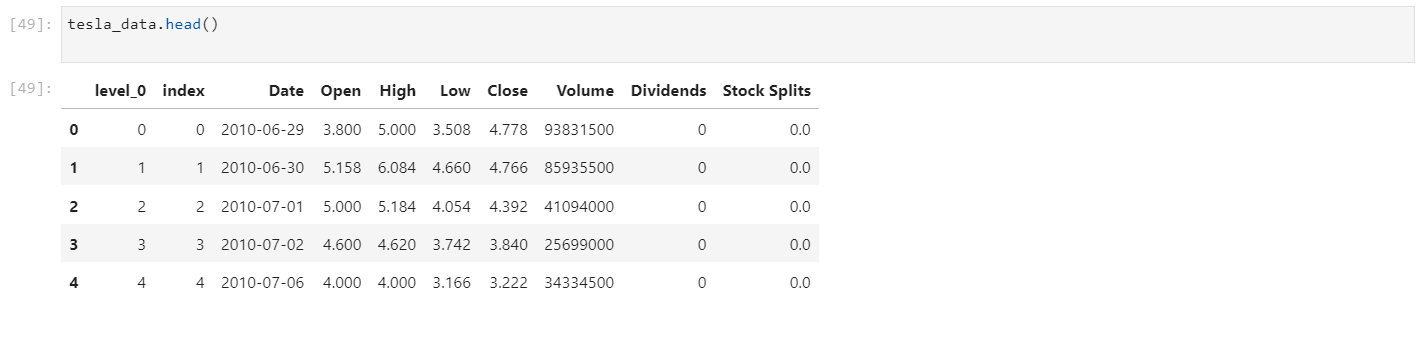 [49]: tesla_data.head()
[49]:
level_0 index Date Open High Low Close Volume Dividends Stock Splits
0 0 0 2010-06-29 3.800 5.000 3.508 4.778 93831500 0 0.0
1 1 1 2010-06-30 5.158 6.084 4.660 4.766 85935500 0 0.0
2 2 2 2010-07-01 5.000 5.184 4.054 4.392 41094000 0 0.0
3 3 3 2010-07-02 4.600 4.620 3.742 3.840 25699000 0 0.0
4 4 4 2010-07-06 4.000 4.000 3.166 3.222 34334500 0 0.0